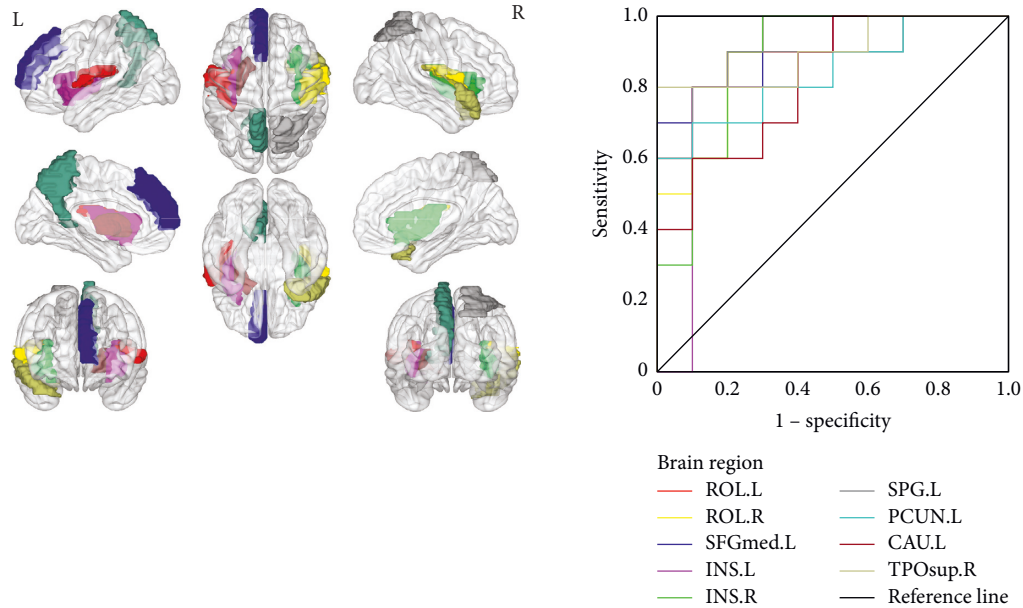 L
R
1.0
0.8
0.6
0.4
0.2
0
Sensitivity
0
0.2
0.4
0.6
0.8
1.0
1 – specificity
Brain region
ROL.L
ROL.R
SFGmed.L
INS.L
INS.R
SPG.L
PCUN.L
CAU.L
TPOsup.R
Reference line